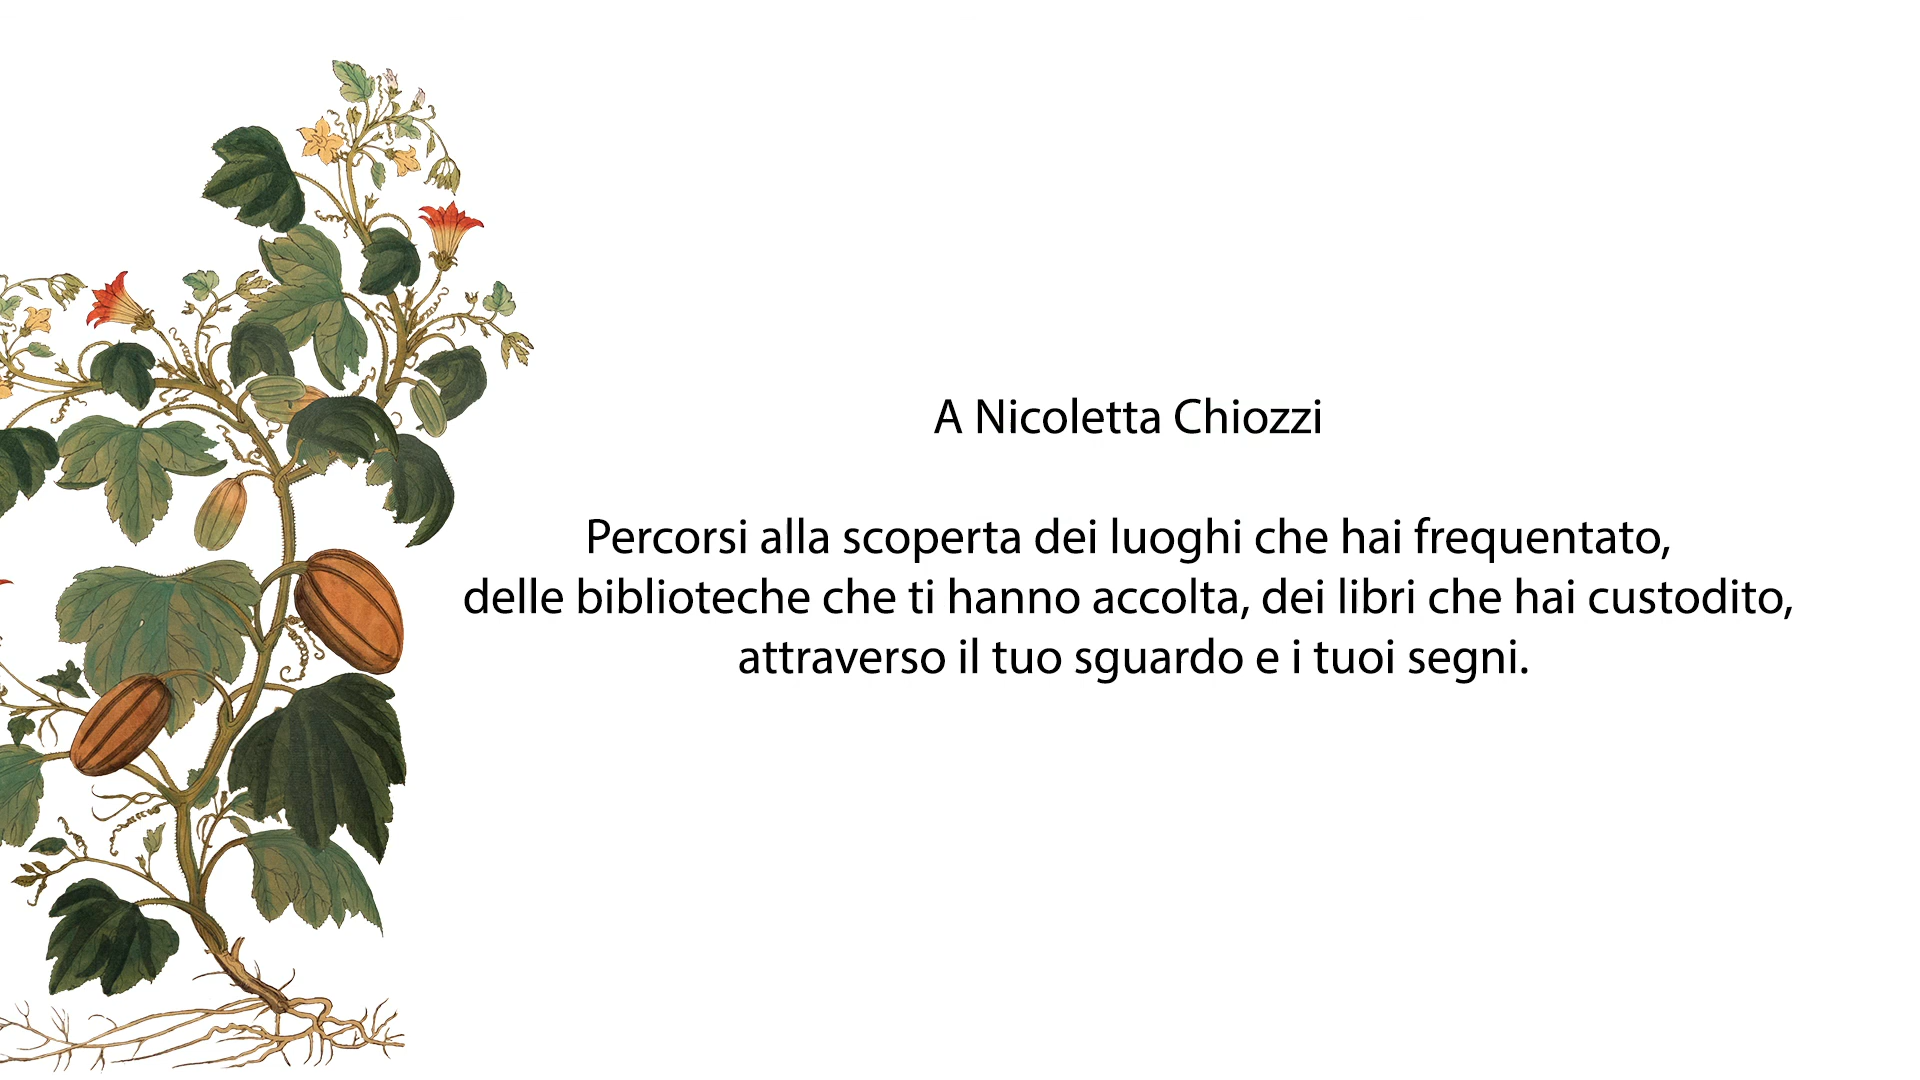 A Nicoletta Chiozzi
Percorsi alla scoperta dei luoghi che hai frequentato,
delle biblioteche che ti hanno accolta, dei libri che hai custodito,
attraverso il tuo sguardo e i tuoi segni.